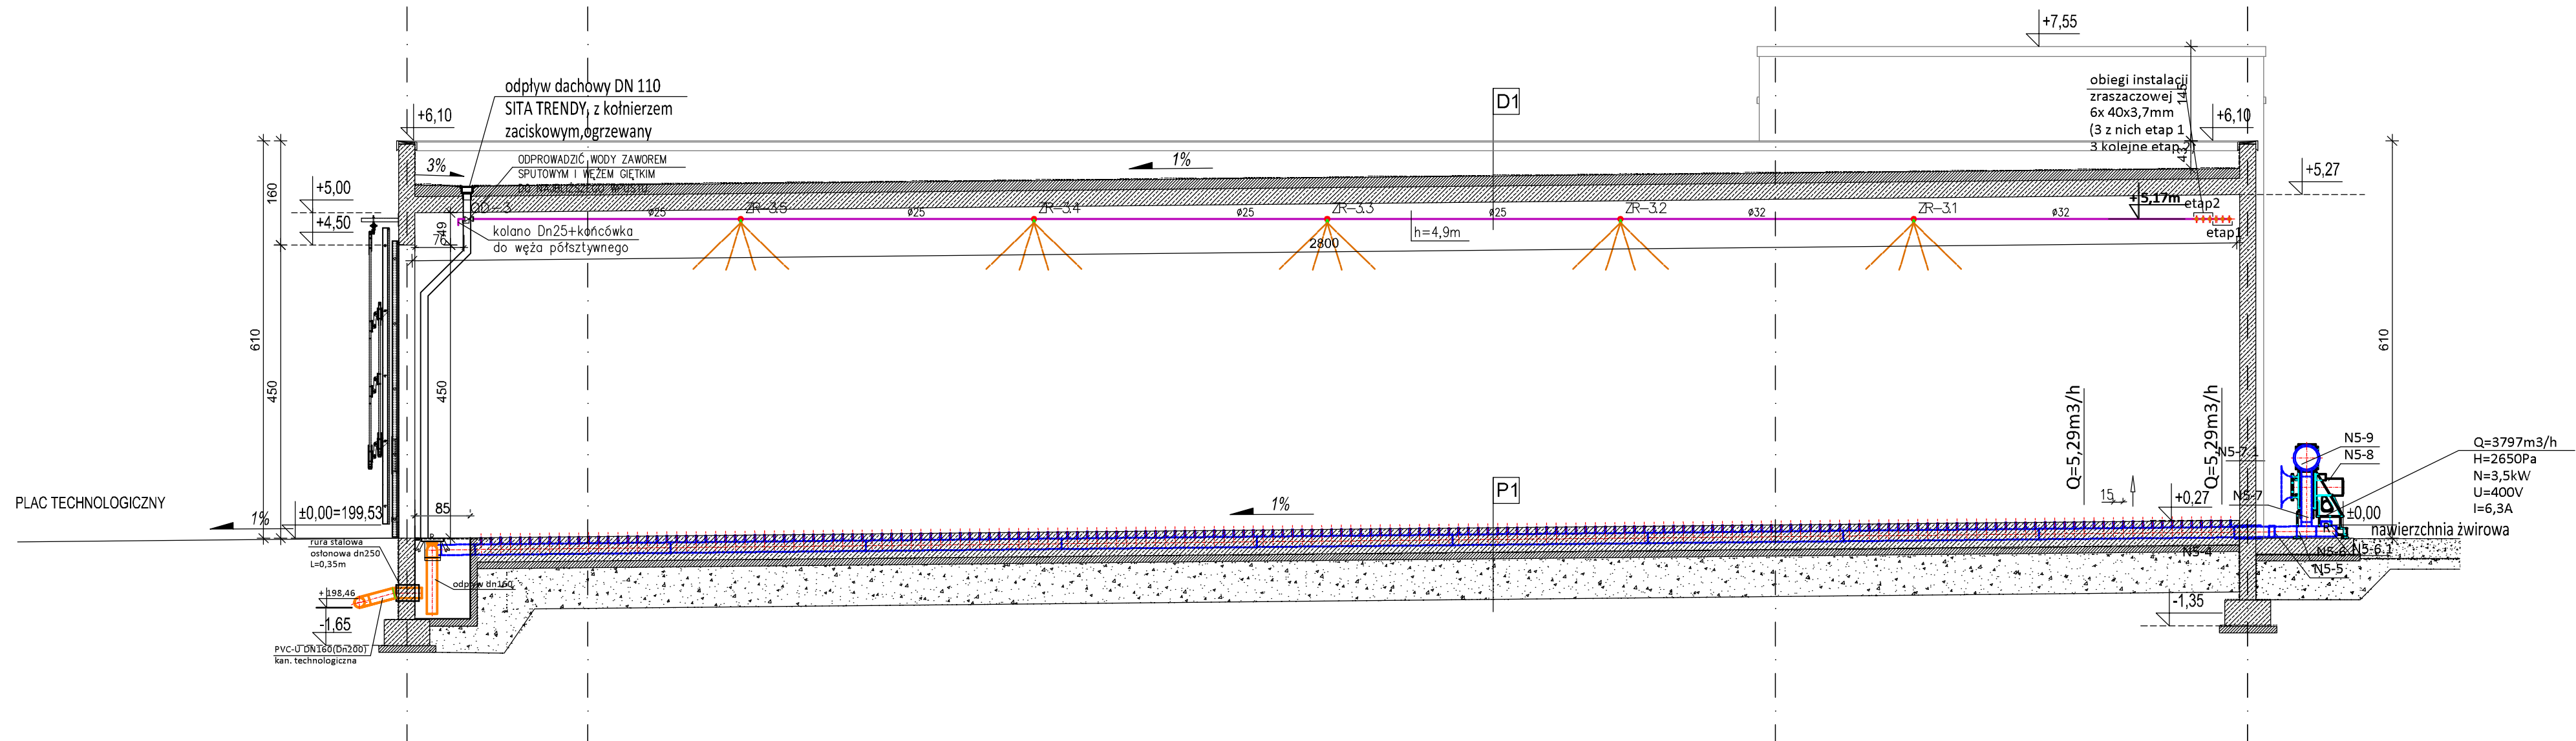 +7,55
obiegi instalacji
zraszaczowej
6x 40x3,7mm
(3 z nich etap 1
3 kolejne etap 2)
145
43
+6,10
odpływ dachowy DN 110
SITA TRENDY, z kołnierzem
zaciskowym,ogrzewany
D1
+6,10
ODPROWADZIĆ WODY ZAWOREM
SPUTOWYM I WĘŻEM GIĘTKIM
DO NAJBLIŻSZEGO WPUSTU
3%
1%
160
+5,00
+4,50
+5,27
+5,17m
etap2
etap1
ø25
ZR-3.5
ø25
ZR-3.4
ø25
ZR-3.3
ø25
ZR-3.2
ø32
ZR-3.1
ø32
kolano Dn25+końcówka
do węża półsztywnego
h=4,9m
2800
610
450
450
610
Q=5,29m3/h
Q=5,29m3/h
N5-7.1
N5-9
N5-8
Q=3797m3/h
H=2650Pa
N=3,5kW
U=400V
I=6,3A
PLAC TECHNOLOGICZNY
1%
±0,00=199,53
85
P1
1%
15
+0,27
N5-7
±0,00
nawierzchnia żwirowa
rura stalowa
osłonowa dn250
L=0,35m
odpływ dn160
N5-4
N5-6
N5-6.1
N5-5
+198,46
-1,65
-1,35
PVC-U DN160(Dn200)
kan. technologiczna